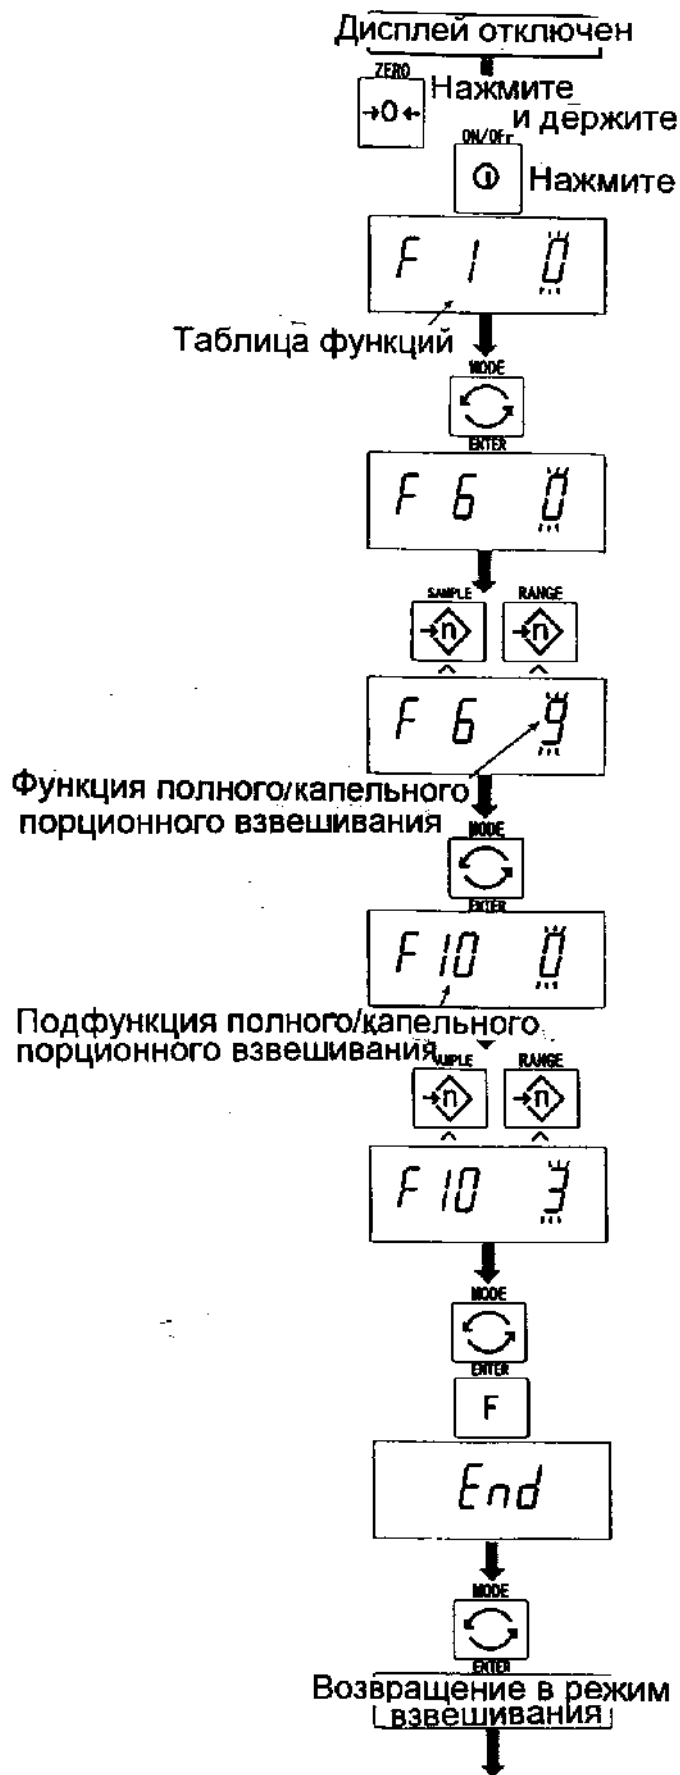 Дисплей отключен
ZERO
→0←
Нажмите
и держите
ON/OFF
Нажмите
F 1 0
Таблица функций
MODE
ENTER
F 6 0
SAMPLE RANGE
→n →n
F 6 9
Функция полного/капельного
порционного взвешивания
MODE
ENTER
F 10 0
Подфункция полного/капельного
порционного взвешивания
RANGE
→n →n
F 10 3
MODE
ENTER
F
End
MODE
ENTER
Возвращение в режим
взвешивания